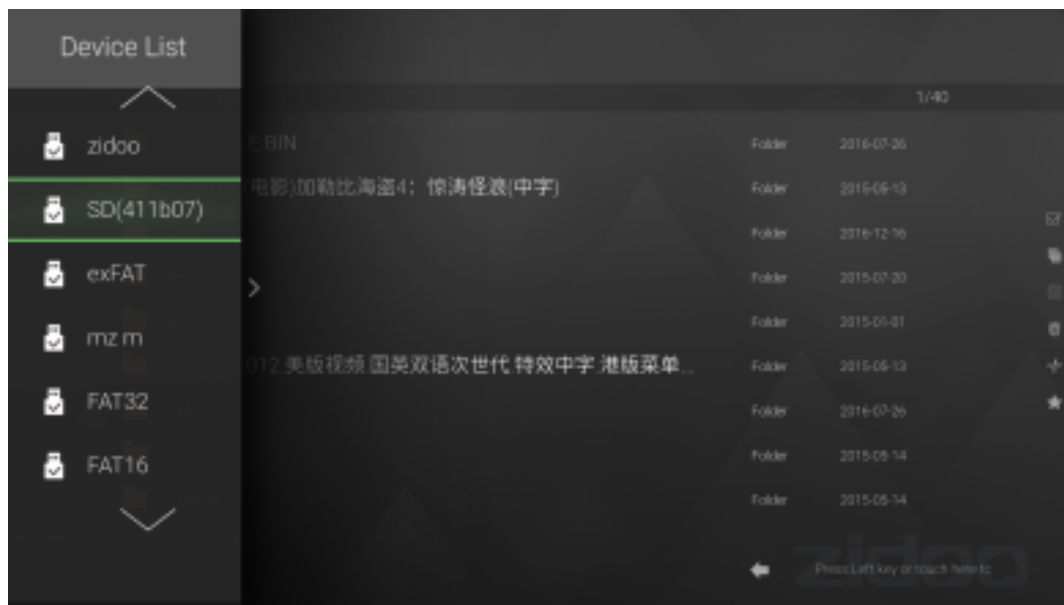 Device List
1/40
zidoo
E.BIN
Folder
2016-07-26
SD(411b07)
电影)加勒比海盗4：惊涛怪浪(中字)
Folder
2015-05-13
Folder
2016-12-16
exFAT
Folder
2015-07-20
mz m
Folder
2015-01-01
2012 美版视频 国英双语次世代 特效中字 港版菜单...
Folder
2015-05-13
FAT32
Folder
2016-07-26
FAT16
Folder
2015-05-14
Folder
2015-05-14
zidoo
Press Left key or touch here to